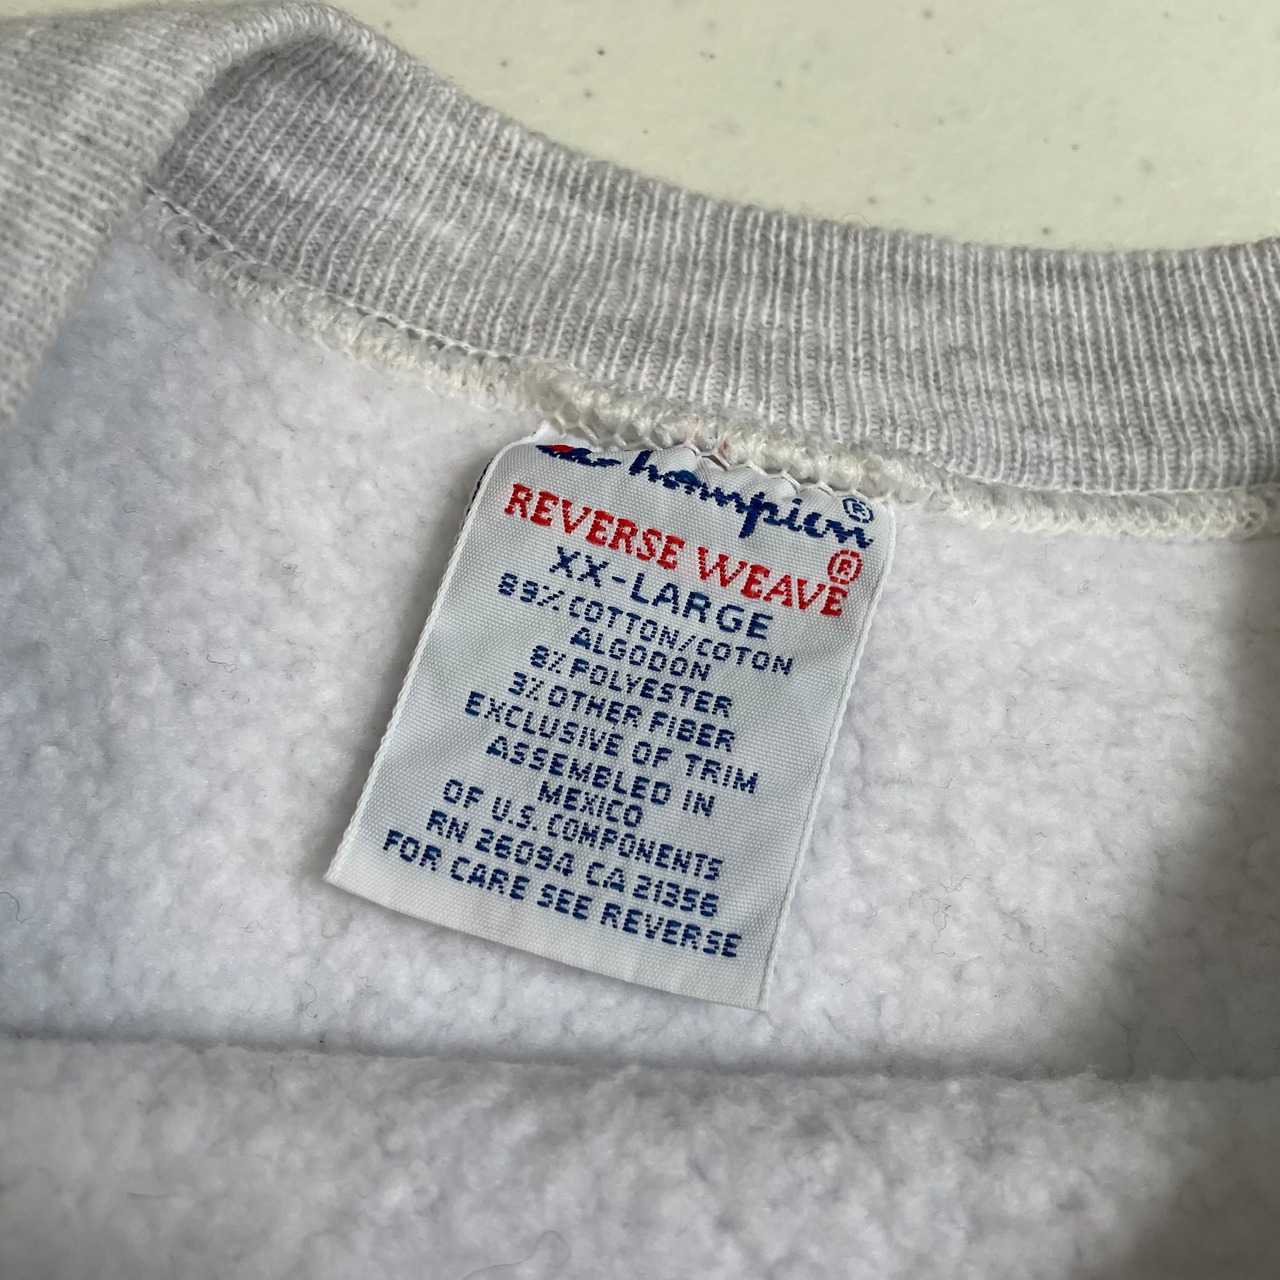 Champion®
REVERSE WEAVE®
XX-LARGE
89% COTTON/COTON
ALGODON
8% POLYESTER
3% OTHER FIBER
EXCLUSIVE OF TRIM
ASSEMBLED IN
MEXICO
OF U.S. COMPONENTS
RN 26094 CA 21356
FOR CARE SEE REVERSE